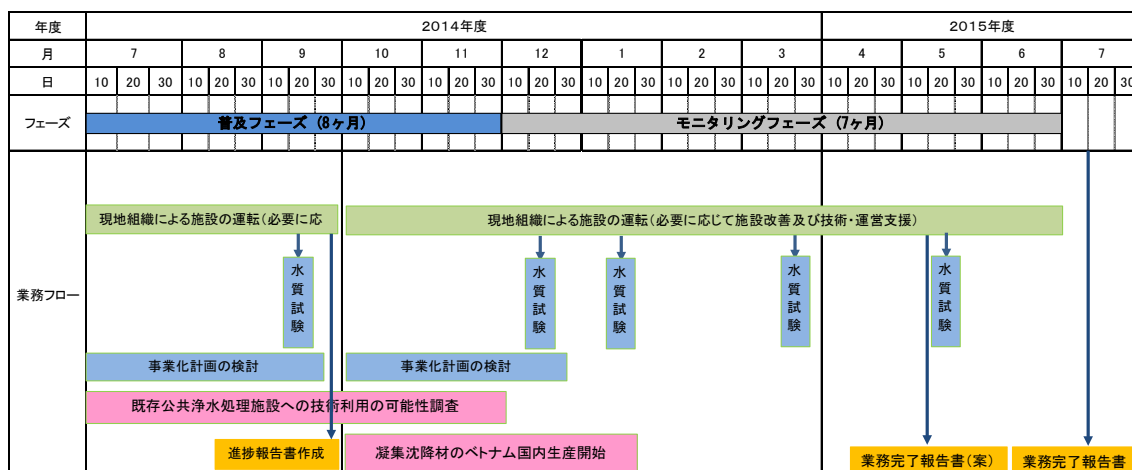 年度 2014年度 2015年度
月 7 8 9 10 11 12 1 2 3 4 5 6 7
日 10 20 30 10 20 30 10 20 30 10 20 30 10 20 30 10 20 30 10 20 30 10 20 30 10 20 30 10 20 30 10 20 30 10 20 30 10 20 30
フェーズ 普及フェーズ（8ヶ月） モニタリングフェーズ（7ヶ月）
業務フロー
現地組織による施設の運転(必要に応 現地組織による施設の運転(必要に応じて施設改善及び技術・運営支援)
水質試験 水質試験 水質試験 水質試験 水質試験
事業化計画の検討 事業化計画の検討
既存公共浄水処理施設への技術利用の可能性調査
進捗報告書作成 凝集沈降材のベトナム国内生産開始 業務完了報告書(案) 業務完了報告書